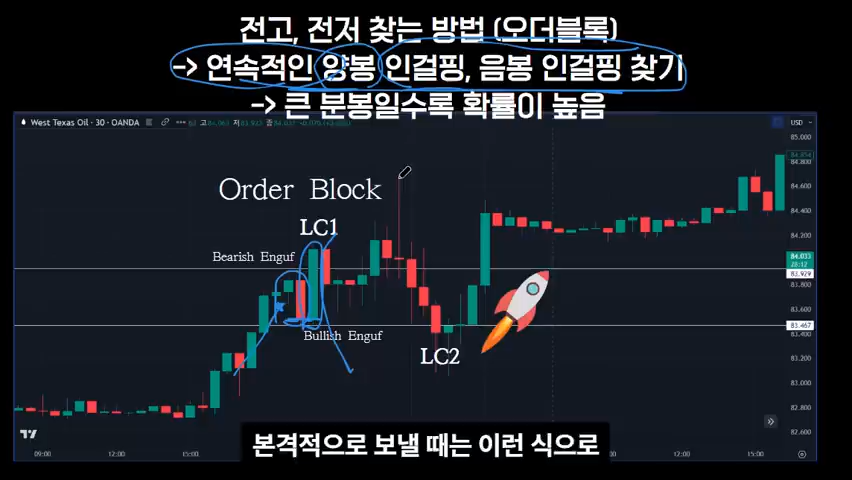 전고, 전저 찾는 방법 (오더블록)
-> 연속적인 양봉 인걸핑, 음봉 인걸핑 찾기
-> 큰 분봉일수록 확률이 높음
West Texas Oil · 30 · OANDA
USD
85.000
84.854
84.800
84.600
84.400
84.200
84.033
28:12
83.929
83.800
83.600
83.467
83.200
83.000
82.800
82.600
Order Block
LC1
Bearish Enguf
Bullish Enguf
LC2
09:00 12:00 15:00 12:00 15:00
본격적으로 보낼 때는 이런 식으로